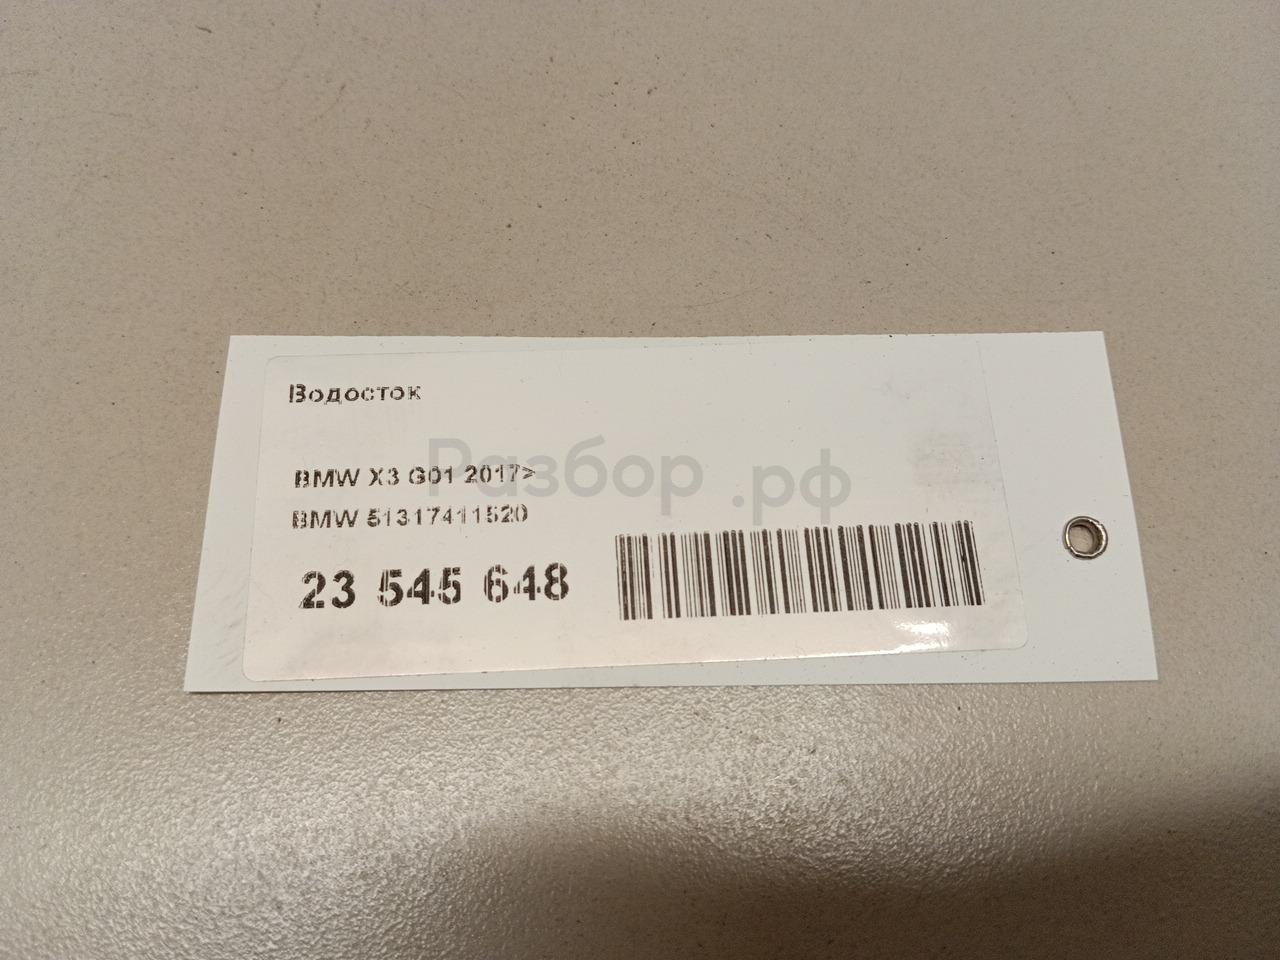 Водосток
BMW X3 G01 2017>
BMW 51317411520
23 545 648
Разбор.рф